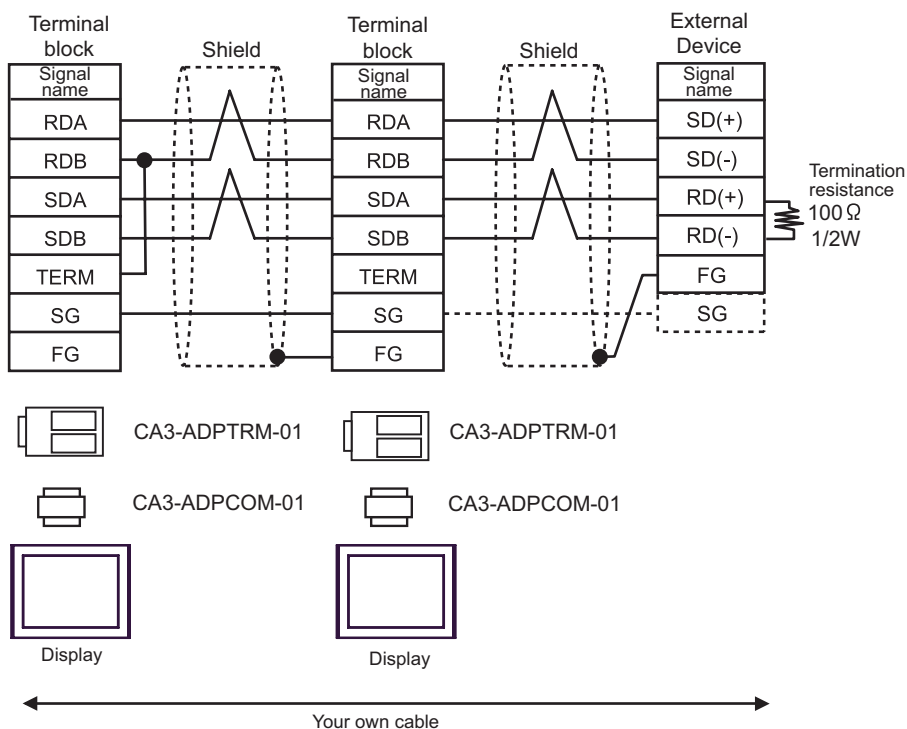 Terminal
block
Shield
Terminal
block
Shield
External
Device
Signal
name
Signal
name
Signal
name
RDA
RDA
SD(+)
RDB
RDB
SD(-)
SDA
SDA
RD(+)
SDB
SDB
RD(-)
TERM
TERM
FG
SG
SG
SG
FG
FG
Termination
resistance
100 Ω
1/2W
CA3-ADPTRM-01
CA3-ADPTRM-01
CA3-ADPCOM-01
CA3-ADPCOM-01
Display
Display
Your own cable